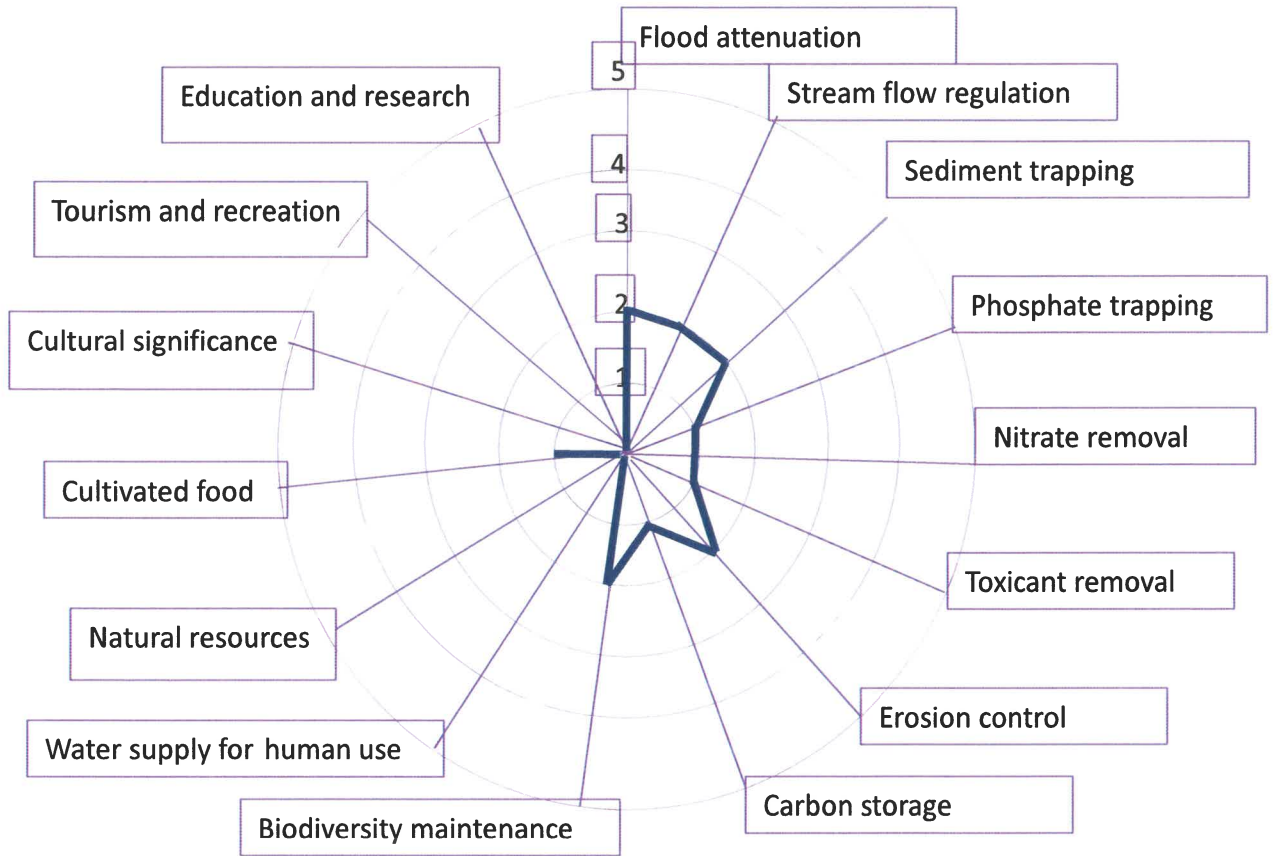 Flood attenuation
Stream flow regulation
Sediment trapping
Phosphate trapping
Nitrate removal
Toxicant removal
Erosion control
Carbon storage
Biodiversity maintenance
Water supply for human use
Natural resources
Cultivated food
Cultural significance
Tourism and recreation
Education and research
5
4
3
2
1